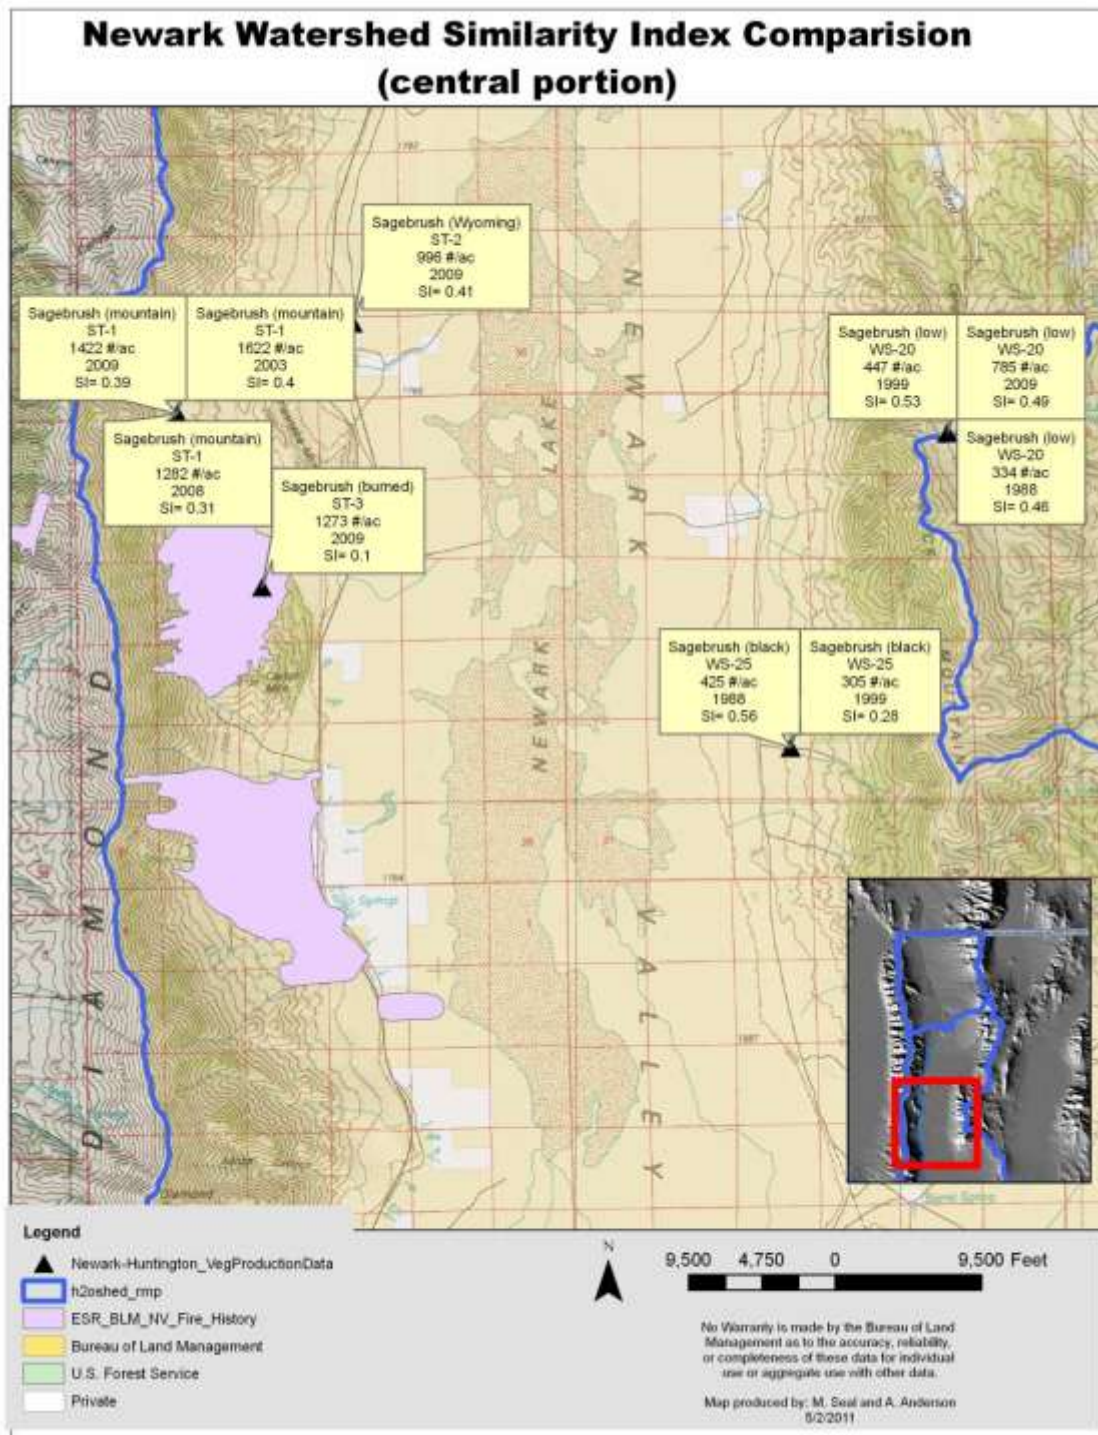 Newark Watershed Similarity Index Comparision
(central portion)
Sagebrush (Wyoming)
ST-2
996 #/ac
2009
SI= 0.41
Sagebrush (mountain)
ST-1
1422 #/ac
2009
SI= 0.39
Sagebrush (mountain)
ST-1
1622 #/ac
2003
SI= 0.4
Sagebrush (low)
WS-20
447 #/ac
1999
SI= 0.53
Sagebrush (low)
WS-20
785 #/ac
2009
SI= 0.49
Sagebrush (mountain)
ST-1
1282 #/ac
2008
SI= 0.31
Sagebrush (low)
WS-20
334 #/ac
1988
SI= 0.46
Sagebrush (burned)
ST-3
1273 #/ac
2009
SI= 0.1
Sagebrush (black)
WS-25
425 #/ac
1988
SI= 0.56
Sagebrush (black)
WS-25
305 #/ac
1999
SI= 0.28
NEWARK
LAKE
NEWARK
VALLEY
DIAMOND
MOUNTAIN
Springs
Diamond
Legend
Newark-Huntington_VegProductionData
h2oshed_rmp
ESR_BLM_NV_Fire_History
Bureau of Land Management
U.S. Forest Service
Private
N
9,500 4,750 0 9,500 Feet
No Warranty is made by the Bureau of Land
Management as to the accuracy, reliability,
or completeness of these data for individual
use or aggregate use with other data.
Map produced by: M. Seal and A. Anderson
5/2/2011